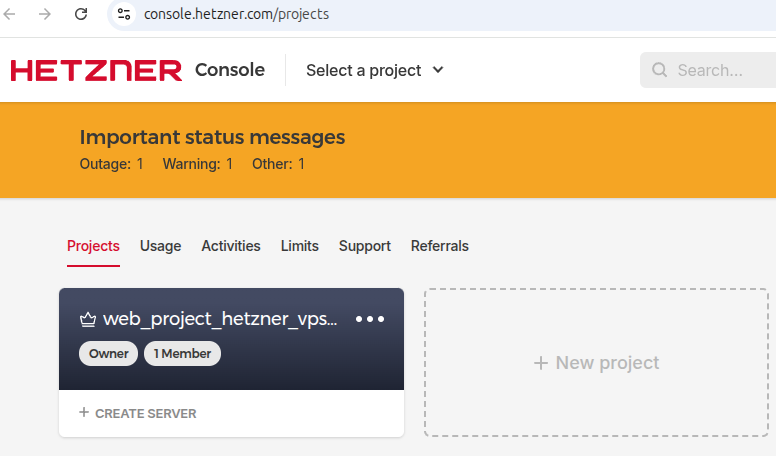 console.hetzner.com/projects
HETZNER Console Select a project Search...
Important status messages
Outage: 1 Warning: 1 Other: 1
Projects Usage Activities Limits Support Referrals
web_project_hetzner_vps...
Owner 1 Member
+ New project
+ CREATE SERVER